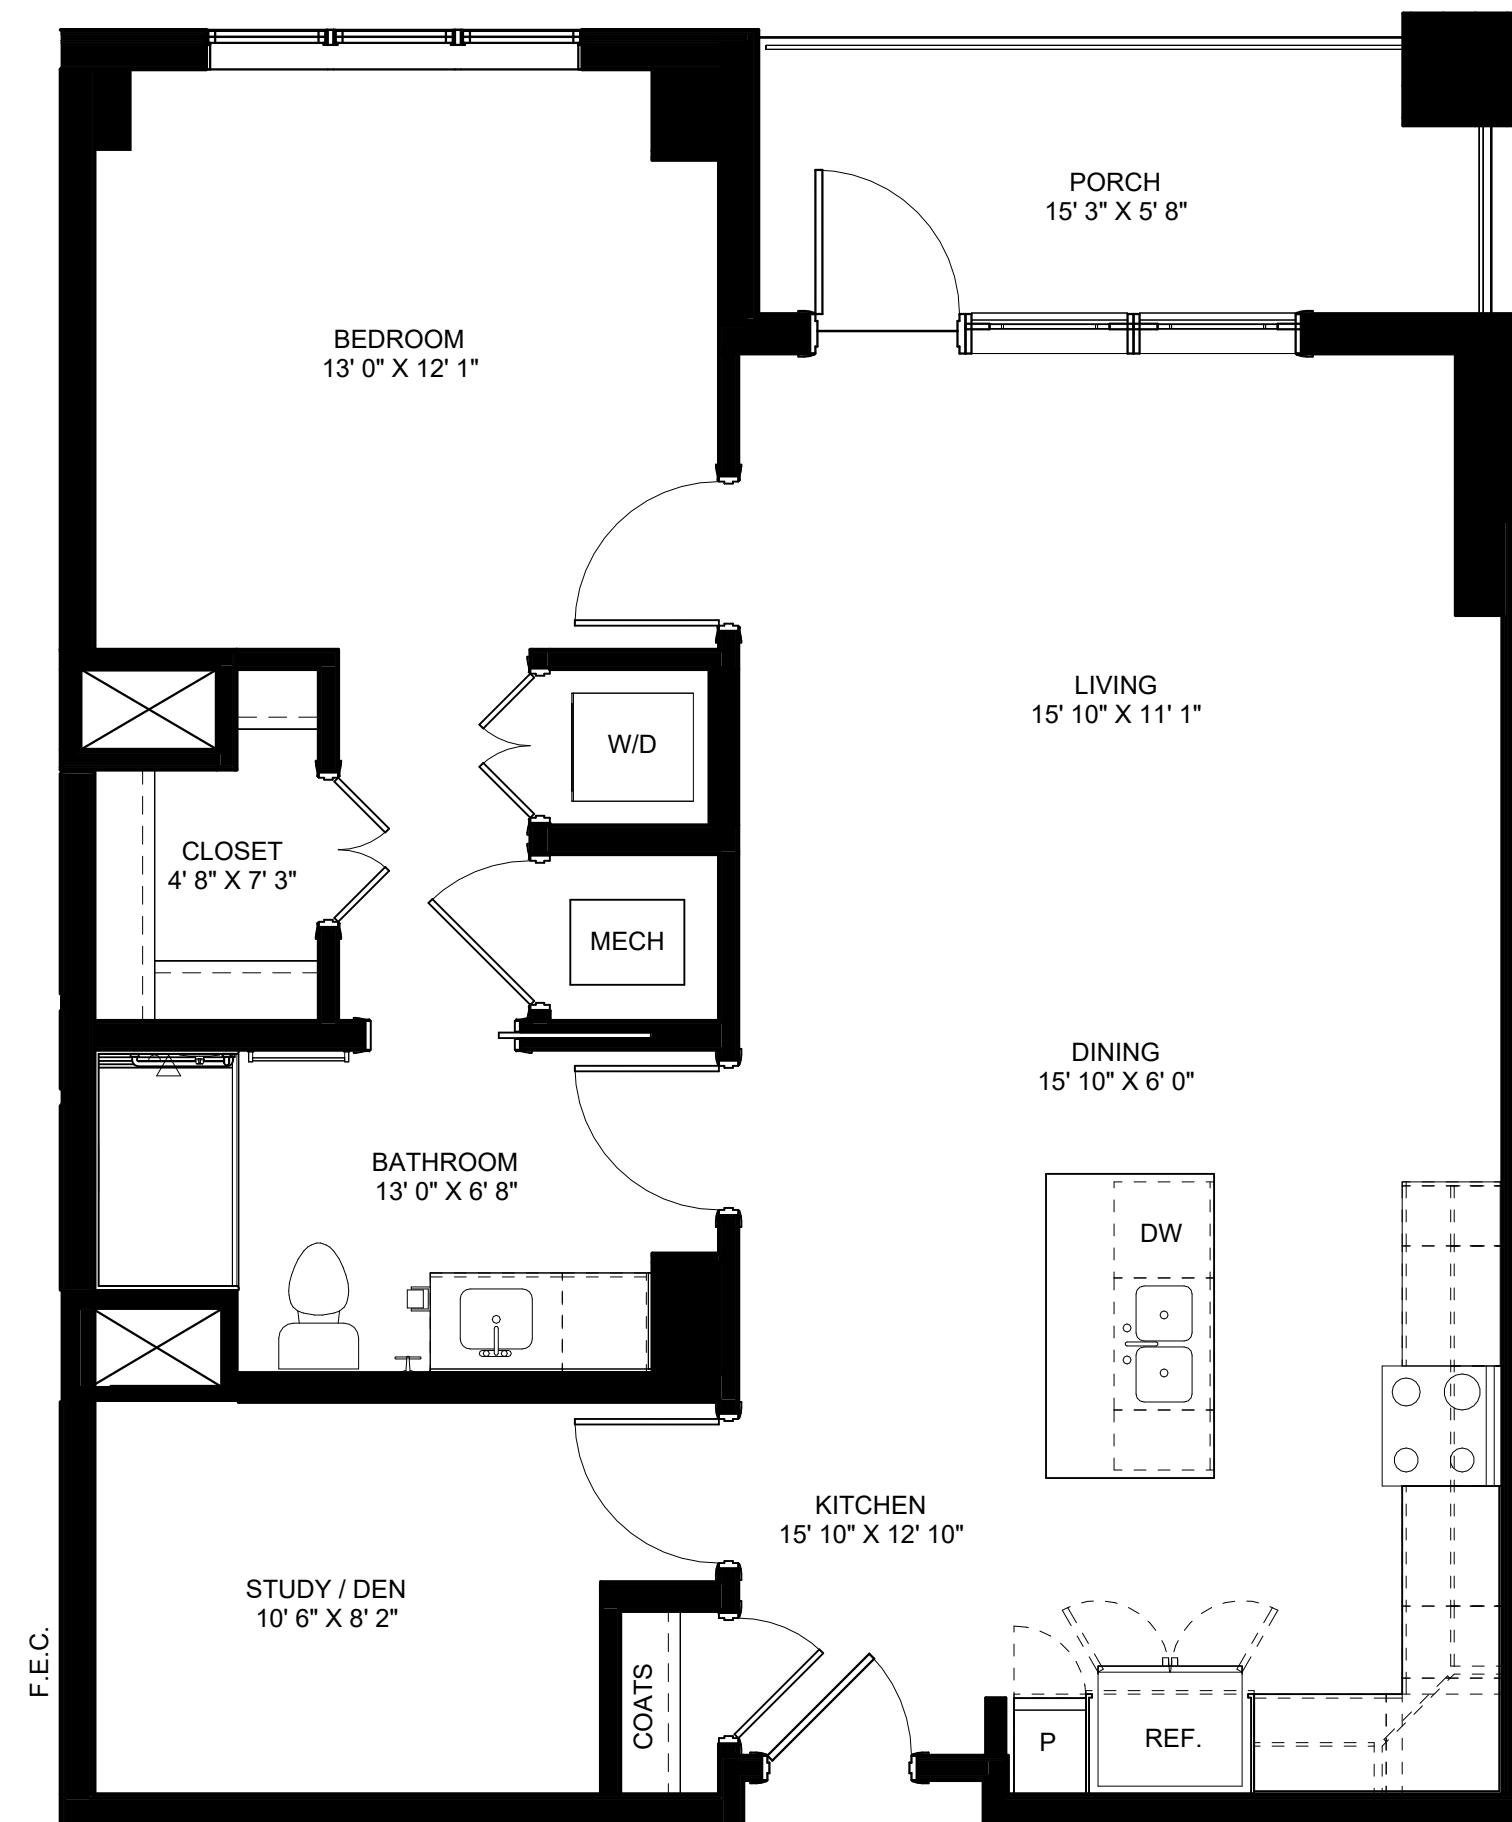 PORCH
15' 3" X 5' 8"
BEDROOM
13' 0" X 12' 1"
LIVING
15' 10" X 11' 1"
W/D
CLOSET
4' 8" X 7' 3"
MECH
DINING
15' 10" X 6' 0"
BATHROOM
13' 0" X 6' 8"
DW
KITCHEN
15' 10" X 12' 10"
STUDY / DEN
10' 6" X 8' 2"
F.E.C.
COATS
P
REF.